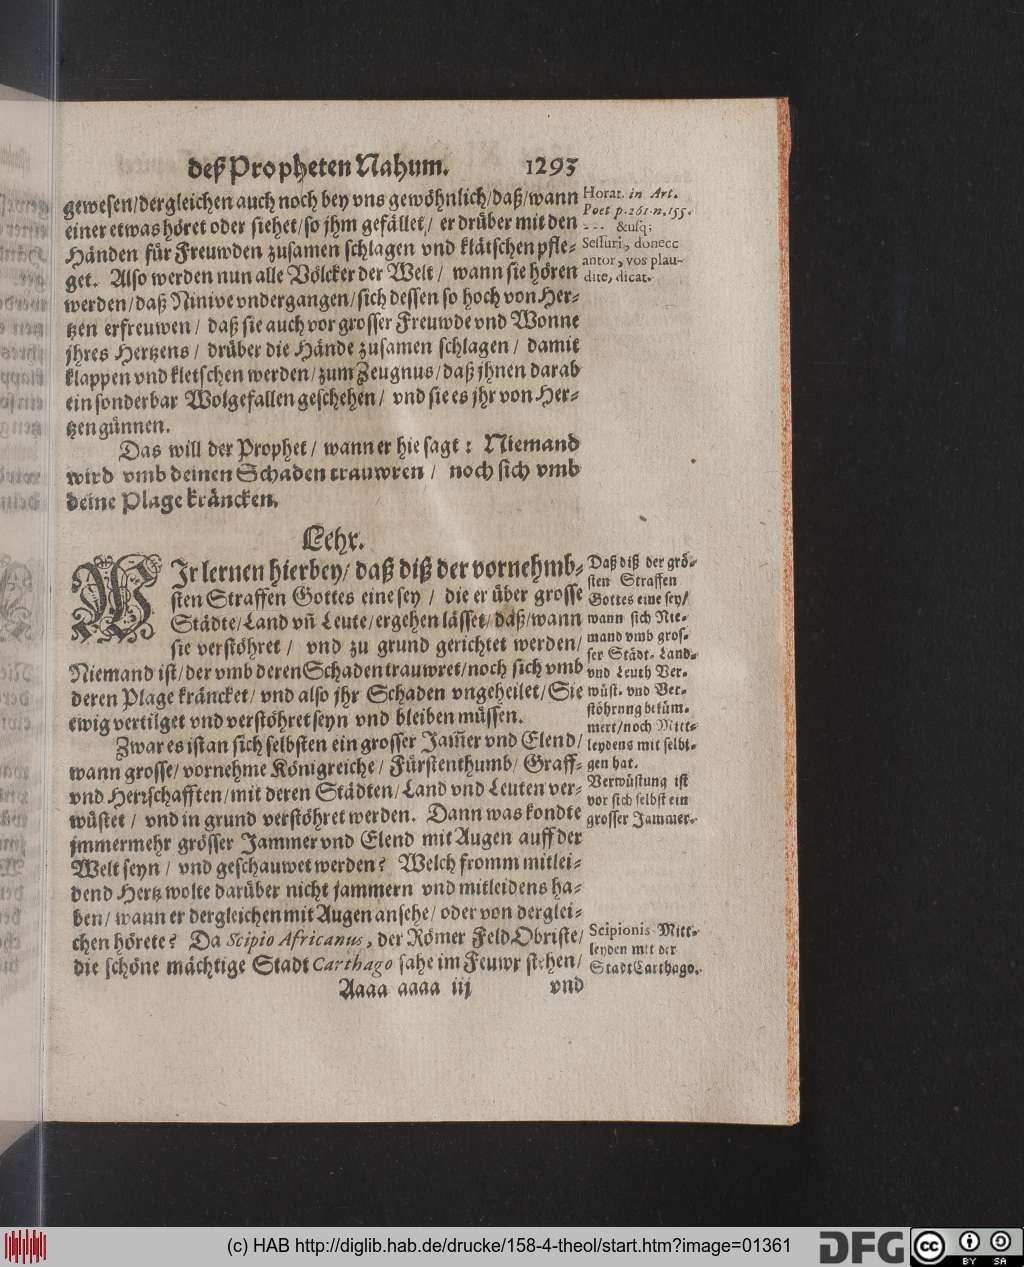 deß Propheten Nahum. 1293
gewesen/dergleichen auch noch bey vns gewöhnlich/daß/wann
einer etwas höret oder siehet/so jhm gefället/ er drüber mit den
Händen für Freuwden zusamen schlagen vnd klätschen pfle-
get. Also werden nun alle Völcker der Welt/ wann sie hören
werden/daß Ninive vndergangen/sich dessen so hoch von Her-
tzen erfreuwen/ daß sie auch vor grosser Freuwde vnd Wonne
jhres Hertzens/ drüber die Hände zusamen schlagen/ damit
klappen vnd kletschen werden/zum Zeugnus/daß jhnen darab
ein sonderbar Wolgefallen geschehen/ vnd sie es jhr von Her-
tzen günnen.
Das will der Prophet/ wann er hie sagt: Niemand
wird vmb deinen Schaden trauwren/ noch sich vmb
deine Plage kräncken.
Horat. in Art.
Poet p. 161. n. 155.
- - - &usq;
Sessuri, donec c
antor, vos plau-
dite, dicat.
Lehr.
WIr lernen hierbey/ daß diß der vornehmb-
sten Straffen Gottes eine sey/ die er über grosse
Städte/Land vñ Leute/ergehen lässet/daß/wann
sie verstöhret/ vnd zu grund gerichtet werden/
Niemand ist/der vmb deren Schaden trauwret/noch sich vmb
deren Plage kräncket/ vnd also jhr Schaden vngeheilet/Sie
ewig vertilget vnd verstöhret seyn vnd bleiben müssen.
Zwar es ist an sich selbsten ein grosser Jam̃er vnd Elend/
wann grosse/vornehme Königreiche/ Fürstenthumb/ Graff-
vnd Herrschafften/mit deren Städten/Land vnd Leuten ver-
wüstet/ vnd in grund verstöhret werden. Dann was kondte
jmmermehr grösser Jammer vnd Elend mit Augen auff der
Welt seyn/ vnd geschauwet werden? Welch fromm mitlei-
dend Hertz wolte darüber nicht jammern vnd mitleidens ha-
ben/wann er dergleichen mit Augen ansehe/oder von derglei-
chen hörete? Da Scipio Africanus, der Römer Feld Obriste/
die schöne mächtige Stadt Carthago sahe im Feuwr stehen/
Daß diß der grö-
sten Straffen
Gottes eine sey/
wann sich Nie-
mand vmb gros-
ser Städt. Land-
vnd Leuth Ver-
wüst. vnd Ver-
stöhrung beküm-
mert/noch Mitt-
leydens mit selbi-
gen hat.
Verwüstung ist
vor sich selbst ein
grosser Jammer.
Scipionis Mitt-
leyden mit der
Stadt Carthago.
Aaaa aaaa iij vnd
(c) HAB http://diglib.hab.de/drucke/158-4-theol/start.htm?image=01361
DFG
cc BY SA